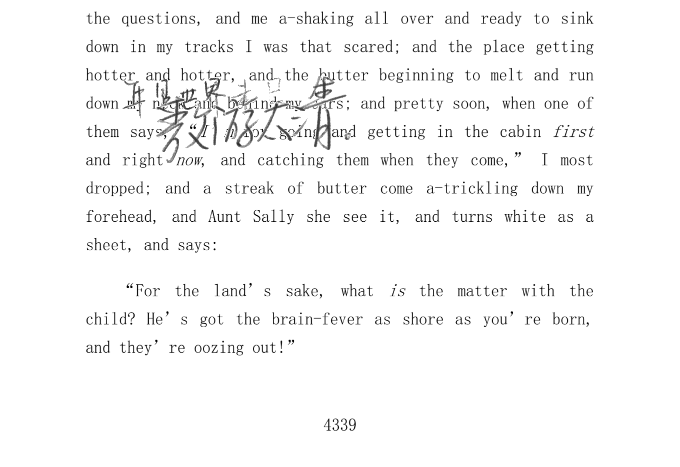 the questions, and me a-shaking all over and ready to sink
down in my tracks I was that scared; and the place getting
hotter and hotter, and the butter beginning to melt and run
down my neck and behind my ears; and pretty soon, when one of
them says, “I going and getting in the cabin first
and right now, and catching them when they come,” I most
dropped; and a streak of butter come a-trickling down my
forehead, and Aunt Sally she see it, and turns white as a
sheet, and says:
“For the land’s sake, what is the matter with the
child? He’s got the brain-fever as shore as you’re born,
and they’re oozing out!”
4339